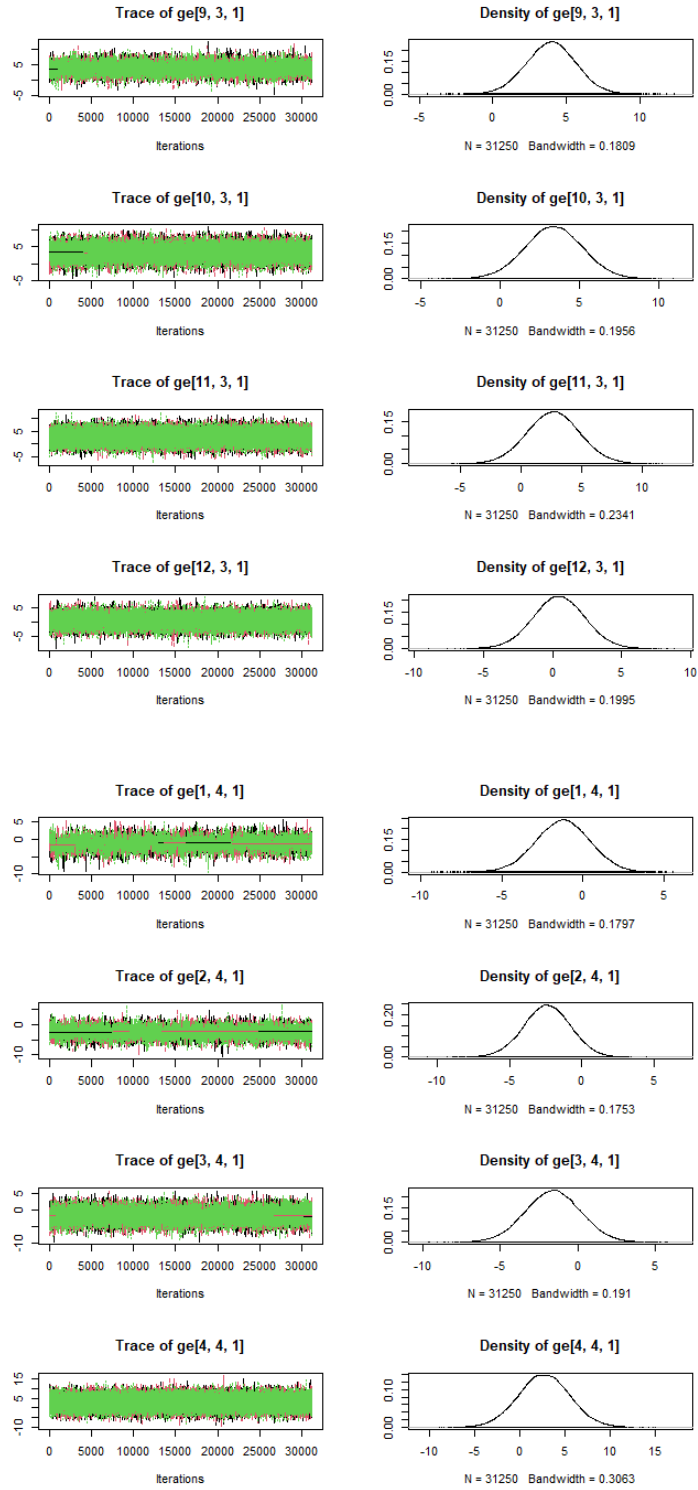 Trace of ge[9, 3, 1]
Density of ge[9, 3, 1]
-5 5
0.00 0.15
0 5000 10000 15000 20000 25000 30000
-5 0 5 10
Iterations
N = 31250 Bandwidth = 0.1809
Trace of ge[10, 3, 1]
Density of ge[10, 3, 1]
-5 5
0.00 0.15
0 5000 10000 15000 20000 25000 30000
-5 0 5 10
Iterations
N = 31250 Bandwidth = 0.1956
Trace of ge[11, 3, 1]
Density of ge[11, 3, 1]
-5 5
0.00 0.15
0 5000 10000 15000 20000 25000 30000
-5 0 5 10
Iterations
N = 31250 Bandwidth = 0.2341
Trace of ge[12, 3, 1]
Density of ge[12, 3, 1]
-5 5
0.00 0.15
0 5000 10000 15000 20000 25000 30000
-10 -5 0 5 10
Iterations
N = 31250 Bandwidth = 0.1995
Trace of ge[1, 4, 1]
Density of ge[1, 4, 1]
-10 0 5
0.00 0.15
0 5000 10000 15000 20000 25000 30000
-10 -5 0 5
Iterations
N = 31250 Bandwidth = 0.1797
Trace of ge[2, 4, 1]
Density of ge[2, 4, 1]
-10 0
0.00 0.20
0 5000 10000 15000 20000 25000 30000
-10 -5 0 5
Iterations
N = 31250 Bandwidth = 0.1753
Trace of ge[3, 4, 1]
Density of ge[3, 4, 1]
-10 0 5
0.00 0.15
0 5000 10000 15000 20000 25000 30000
-10 -5 0 5
Iterations
N = 31250 Bandwidth = 0.191
Trace of ge[4, 4, 1]
Density of ge[4, 4, 1]
-10 5 15
0.00 0.10
0 5000 10000 15000 20000 25000 30000
-10 -5 0 5 10 15
Iterations
N = 31250 Bandwidth = 0.3063